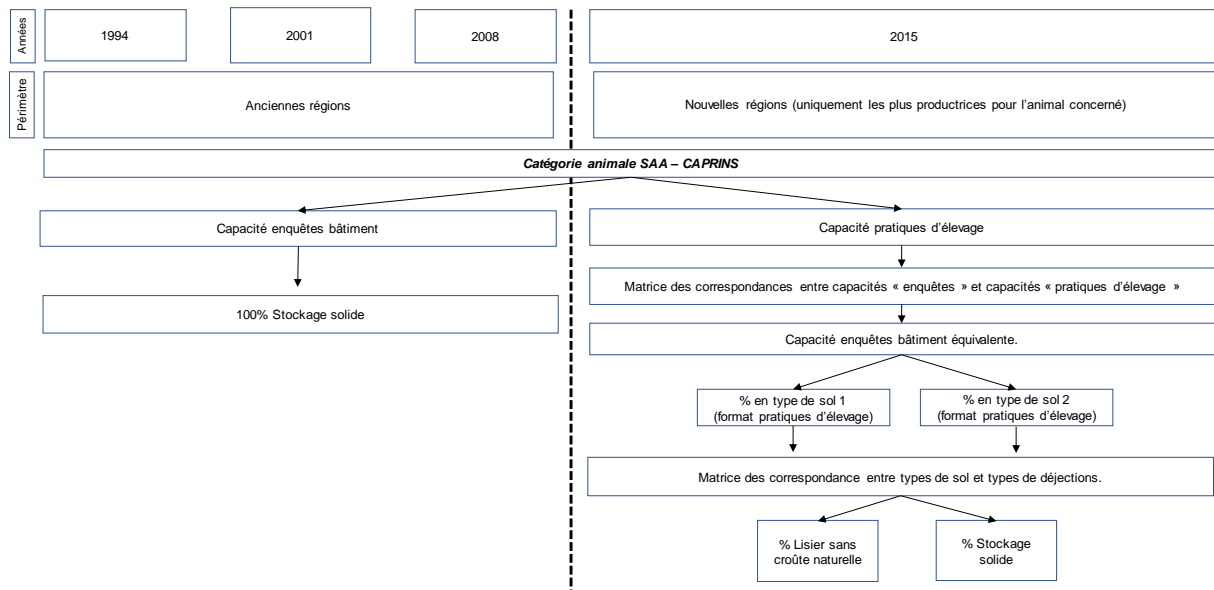 Années
1994
2001
2008
2015
Périmètre
Anciennes régions
Nouvelles régions (uniquement les plus productrices pour l'animal concerné)
Catégorie animale SAA – CAPRINS
Capacité enquêtes bâtiment
Capacité pratiques d'élevage
Matrice des correspondances entre capacités « enquêtes » et capacités « pratiques d'élevage »
100% Stockage solide
Capacité enquêtes bâtiment équivalente.
% en type de sol 1
(format pratiques d'élevage)
% en type de sol 2
(format pratiques d'élevage)
Matrice des correspondance entre types de sol et types de déjections.
% Lisier sans
croûte naturelle
% Stockage
solide